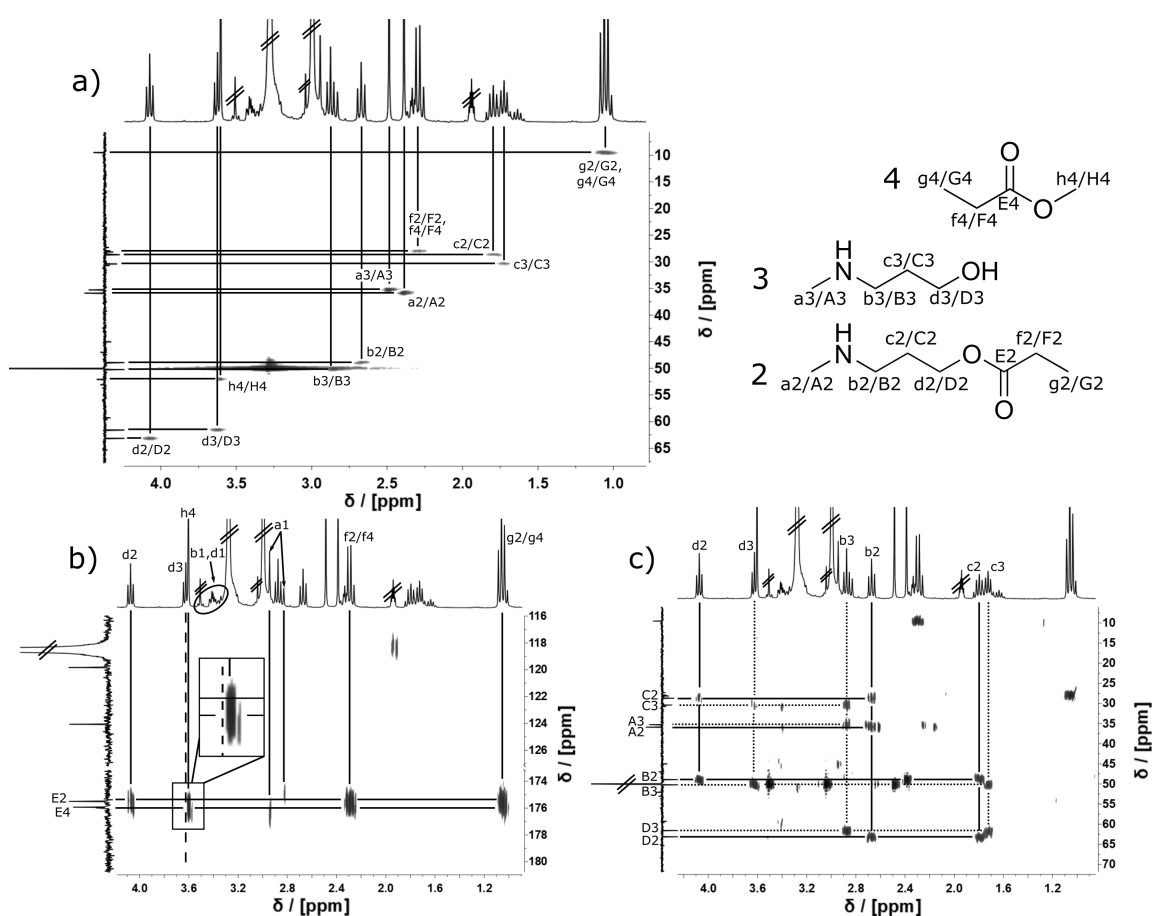 a)
10
15
20
25
30
35
40
45
50
55
60
65
δ / [ppm]
g2/G2,
g4/G4
f2/F2,
f4/F4
c2/C2
c3/C3
a3/A3
a2/A2
b2/B2
b3/B3
h4/H4
d3/D3
d2/D2
4.0 3.5 3.0 2.5 2.0 1.5 1.0
δ / [ppm]
4
O
g4/G4 h4/H4
E4
O
f4/F4
3
H
N
c3/C3
OH
a3/A3 b3/B3 d3/D3
2
H
N
c2/C2
O
E2
f2/F2
a2/A2 b2/B2 d2/D2
g2/G2
O
b)
h4
d2
d3
b1,d1
a1
f2/f4
g2/g4
116
118
120
122
124
126
174
176
178
180
δ / [ppm]
E2
E4
4.0 3.6 3.2 2.8 2.4 2.0 1.6 1.2
δ / [ppm]
c)
d2
d3
b3
b2
c2
c3
10
20
30
35
40
45
50
55
60
65
70
δ / [ppm]
C2
C3
A3
A2
B2
B3
D3
D2
4.0 3.6 3.2 2.8 2.4 2.0 1.6 1.2
δ / [ppm]